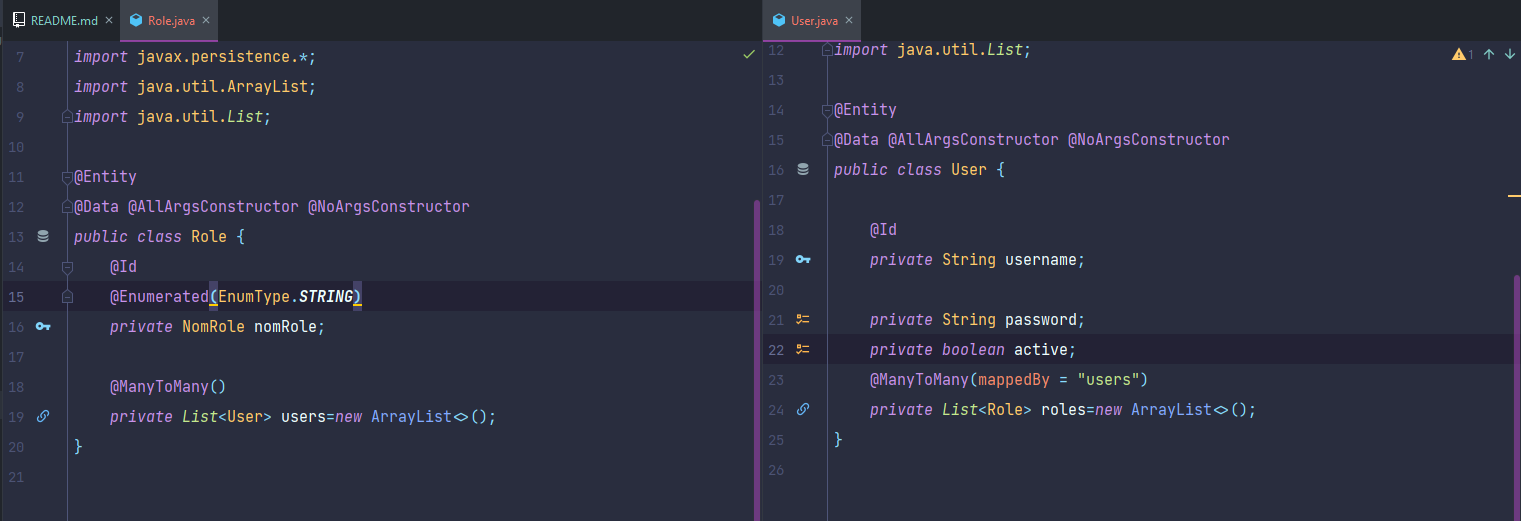 README.md × Role.java ×
7 import javax.persistence.*;
8 import java.util.ArrayList;
9 import java.util.List;
10
11 @Entity
12 @Data @AllArgsConstructor @NoArgsConstructor
13 public class Role {
14 @Id
15 @Enumerated(EnumType.STRING)
16 private NomRole nomRole;
17
18 @ManyToMany()
19 private List<User> users=new ArrayList<>();
20 }
21
User.java ×
12 import java.util.List;
1
13
14 @Entity
15 @Data @AllArgsConstructor @NoArgsConstructor
16 public class User {
17
18 @Id
19 private String username;
20
21 private String password;
22 private boolean active;
23 @ManyToMany(mappedBy = "users")
24 private List<Role> roles=new ArrayList<>();
25 }
26